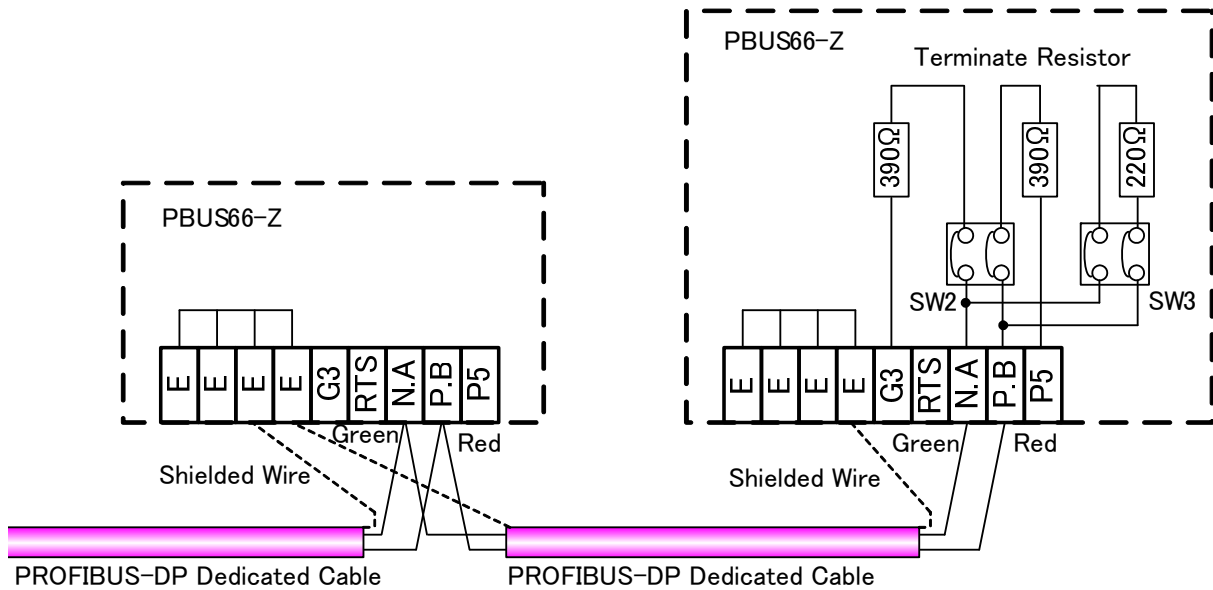 PBUS66-Z
Terminate Resistor
390Ω
390Ω
220Ω
SW2
SW3
E
E
E
E
G3
RTS
N.A
P.B
P5
Green
Red
Shielded Wire
PBUS66-Z
E
E
E
E
G3
RTS
N.A
P.B
P5
Green
Red
Shielded Wire
PROFIBUS-DP Dedicated Cable
PROFIBUS-DP Dedicated Cable